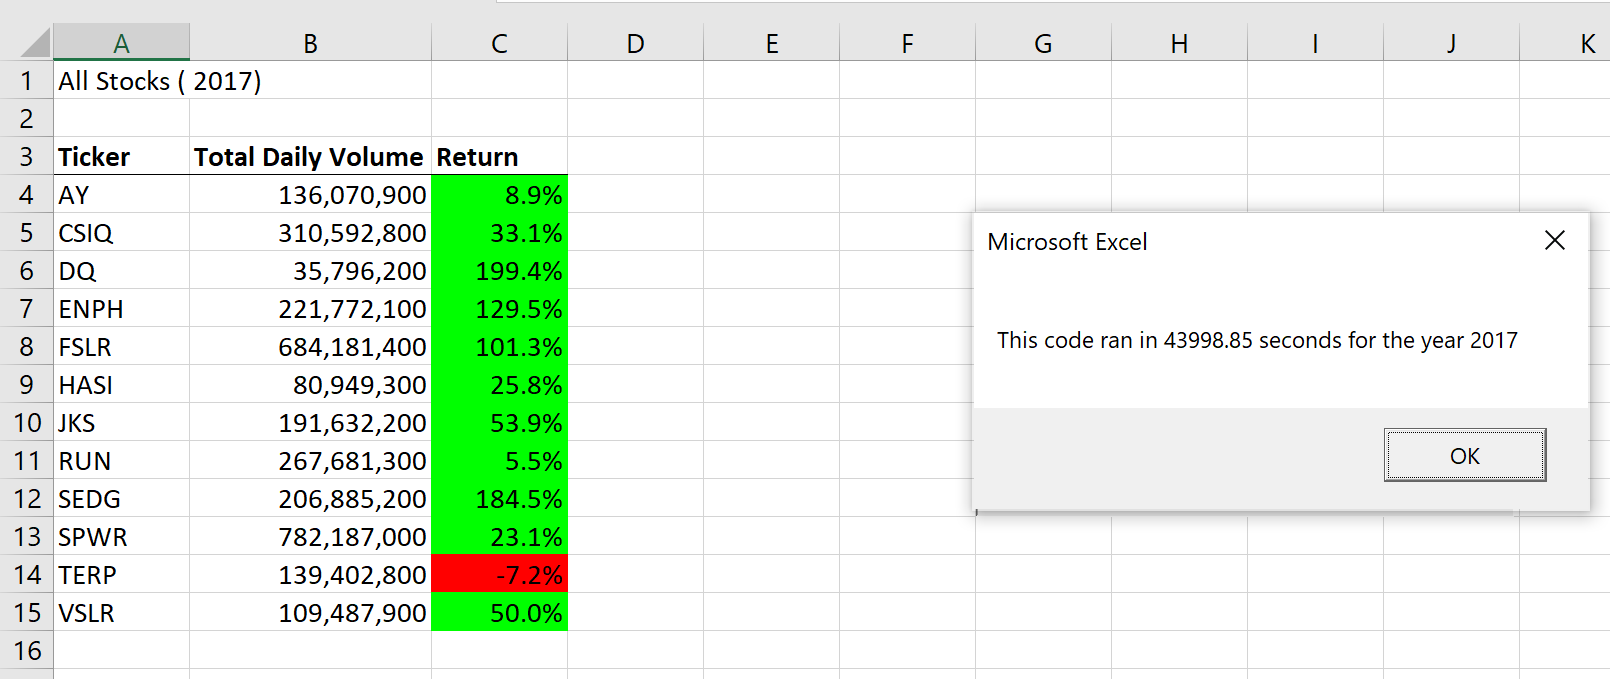 A B C D E F G H I J K
1 All Stocks ( 2017)
2
3 Ticker Total Daily Volume Return
4 AY 136,070,900 8.9%
5 CSIQ 310,592,800 33.1%
6 DQ 35,796,200 199.4%
7 ENPH 221,772,100 129.5%
8 FSLR 684,181,400 101.3%
9 HASI 80,949,300 25.8%
10 JKS 191,632,200 53.9%
11 RUN 267,681,300 5.5%
12 SEDG 206,885,200 184.5%
13 SPWR 782,187,000 23.1%
14 TERP 139,402,800 -7.2%
15 VSLR 109,487,900 50.0%
16
Microsoft Excel
This code ran in 43998.85 seconds for the year 2017
OK